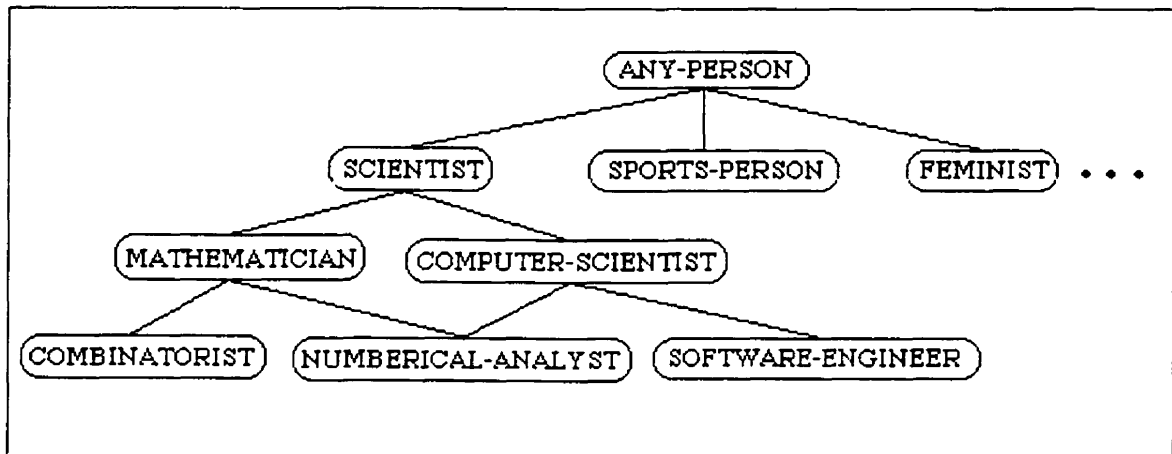 ANY-PERSON
SCIENTIST SPORTS-PERSON FEMINIST • • •
MATHEMATICIAN COMPUTER-SCIENTIST
COMBINATORIST NUMBERICAL-ANALYST SOFTWARE-ENGINEER